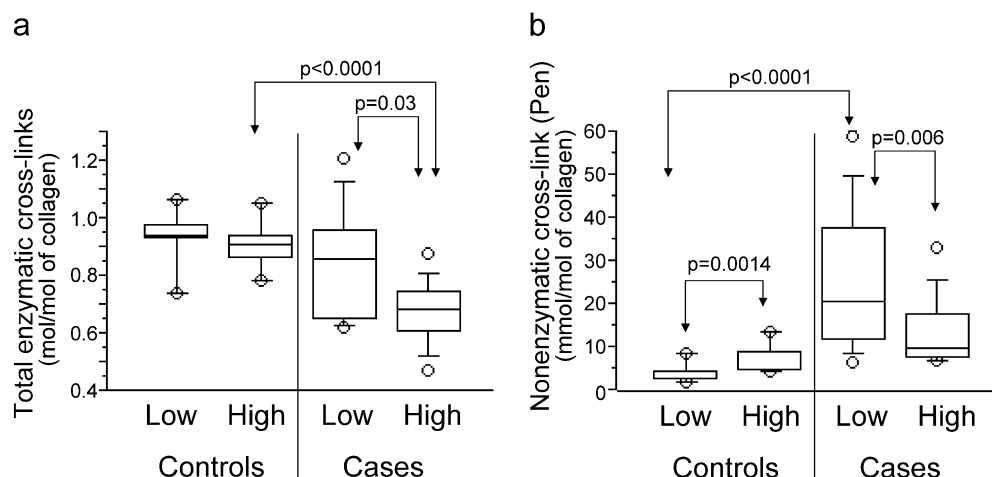 a
p<0.0001
p=0.03
Total enzymatic cross-links
(mol/mol of collagen)
1.2
1.0
0.8
0.6
0.4
Low High Low High
Controls Cases
b
p<0.0001
p=0.006
p=0.0014
Nonenzymatic cross-link (Pen)
(mmol/mol of collagen)
60
50
40
30
20
10
0
Low High Low High
Controls Cases